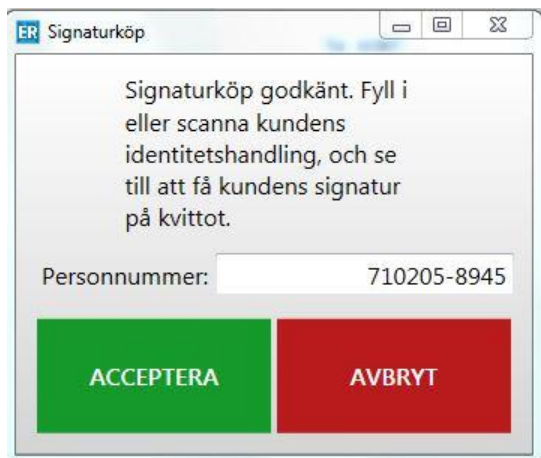 ER Signaturköp
Signaturköp godkänt. Fyll i
eller scanna kundens
identitetshandling, och se
till att få kundens signatur
på kvittot.
Personnummer: 710205-8945
ACCEPTERA AVBRYT